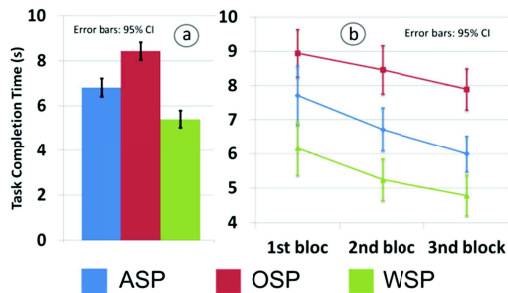 Task Completion Time (s)
10
8
6
4
2
0
Error bars: 95% CI
a
10
9
8
7
6
5
4
b
Error bars: 95% CI
1st bloc
2nd bloc
3nd block
ASP
OSP
WSP